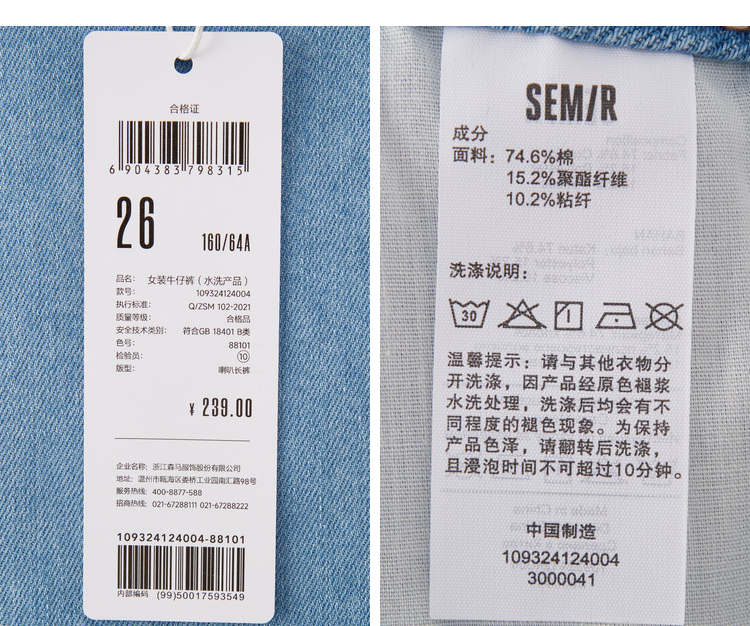 合格证
6 904383 798315
26
160/64A
品名: 女装牛仔裤(水洗产品)
款号: 109324124004
执行标准: Q/ZSM 102-2021
质量等级: 合格品
安全技术类别: 符合GB 18401 B类
色号: 88101
检验员: 10
版型: 喇叭长裤
¥ 239.00
企业名称: 浙江森马服饰股份有限公司
地址: 温州市瓯海区娄桥工业园南汇路98号
服务热线: 400-8877-588
招商热线: 021-67288111 021-67288222
109324124004-88101
内部编码 (99)50017593549
SEM/R
成分
面料: 74.6%棉
15.2%聚酯纤维
10.2%粘纤
洗涤说明:
30
温馨提示: 请与其他衣物分
开洗涤, 因产品经原色褪浆
水洗处理, 洗涤后均会有不
同程度的褪色现象。为保持
产品色泽, 请翻转后洗涤,
且漫泡时间不可超过10分钟。
中国制造
109324124004
3000041